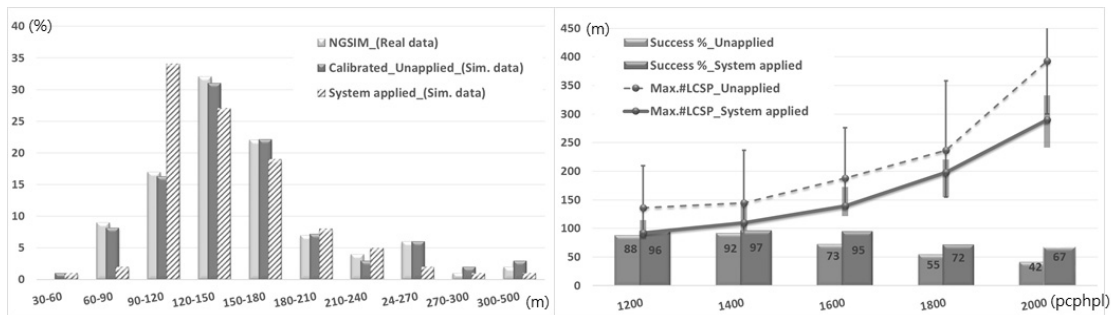 40 (%)
35
30
25
20
15
10
5
0
NGSIM_(Real data)
Calibrated_Unapplied_(Sim. data)
System applied_(Sim. data)
30-60 60-90 90-120 120-150 150-180 180-210 210-240 24-270 270-300 300-500 (m)
(m)
450
400
350
300
250
200
150
100
50
0
Success %_Unapplied
Success %_System applied
Max.#LCSP_Unapplied
Max.#LCSP_System applied
88 96 92 97 73 95 55 72 42 67
1200 1400 1600 1800 2000 (pcphpl)